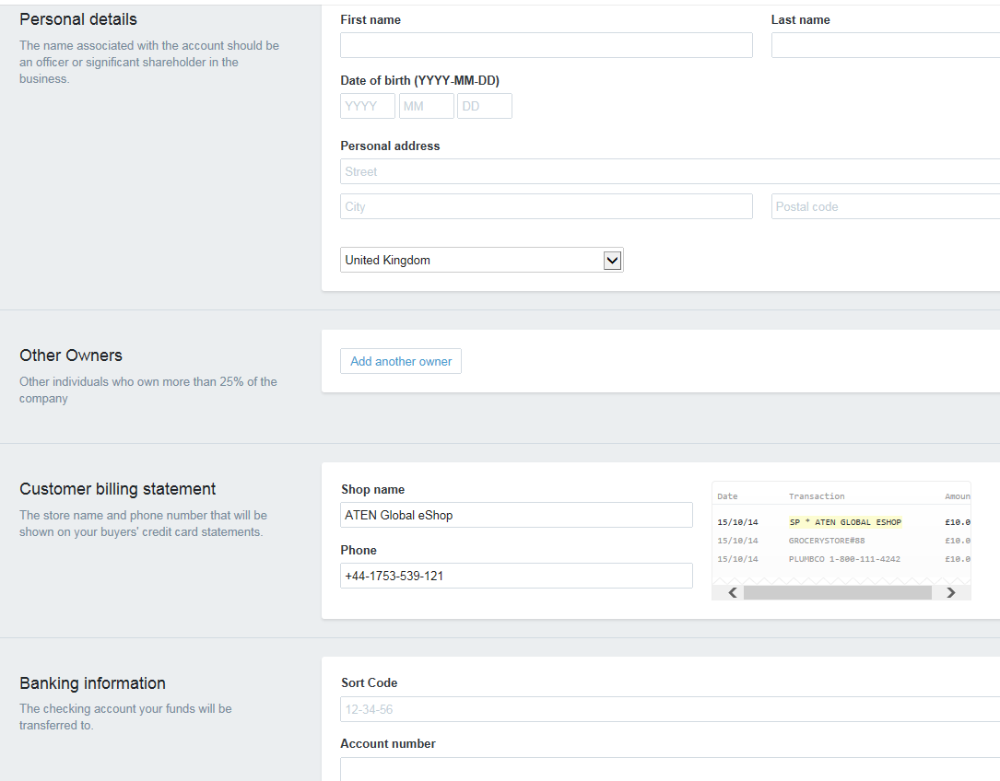 Personal details
The name associated with the account should be
an officer or significant shareholder in the
business.
First name
Last name
Date of birth (YYYY-MM-DD)
YYYY MM DD
Personal address
Street
City
Postal code
United Kingdom
Other Owners
Other individuals who own more than 25% of the
company
Add another owner
Customer billing statement
The store name and phone number that will be
shown on your buyers' credit card statements.
Shop name
ATEN Global eShop
Phone
+44-1753-539-121
Date Transaction Amoun
15/10/14 SP * ATEN GLOBAL ESHOP £10.0
15/10/14 GROCERYSTORE#88 £10.0
15/10/14 PLUMBCO 1-800-111-4242 £10.0
Banking information
The checking account your funds will be
transferred to.
Sort Code
12-34-56
Account number